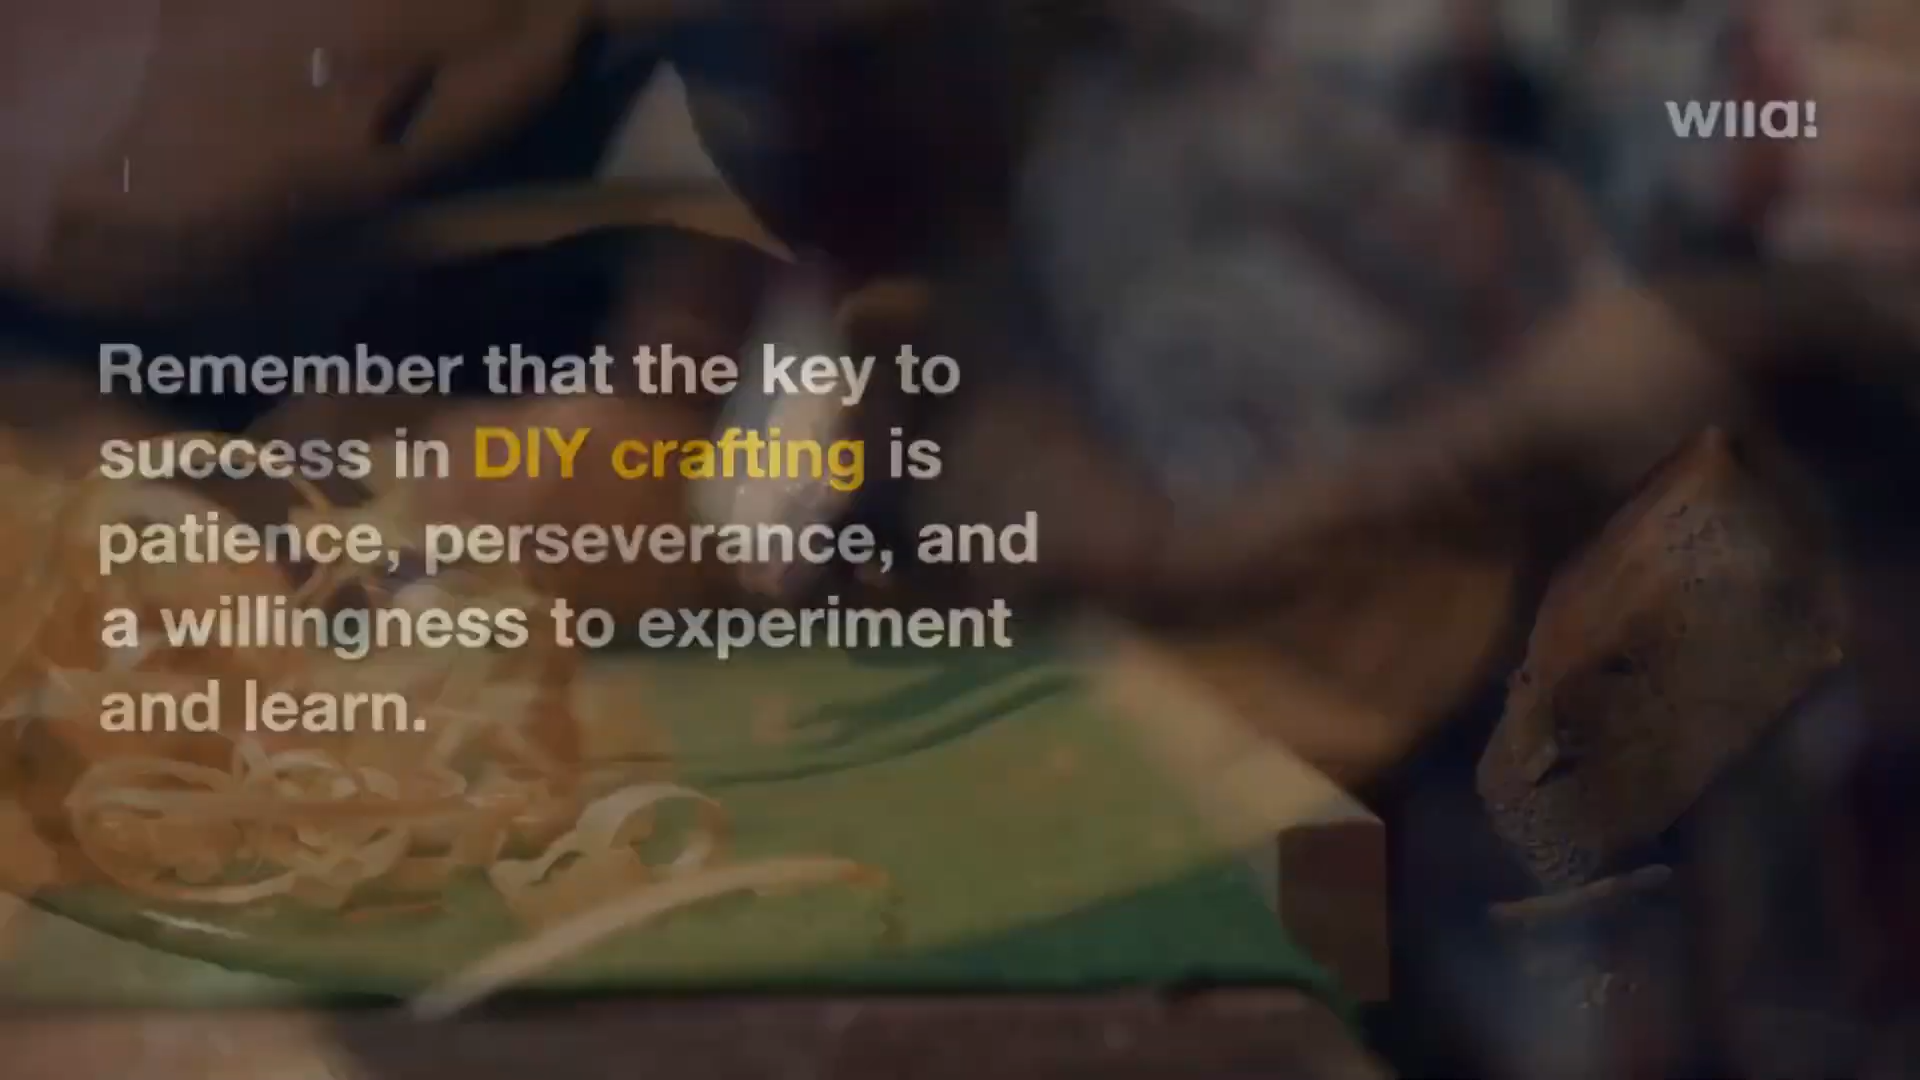 wiia!
Remember that the key to
success in DIY crafting is
patience, perseverance, and
a willingness to experiment
and learn.